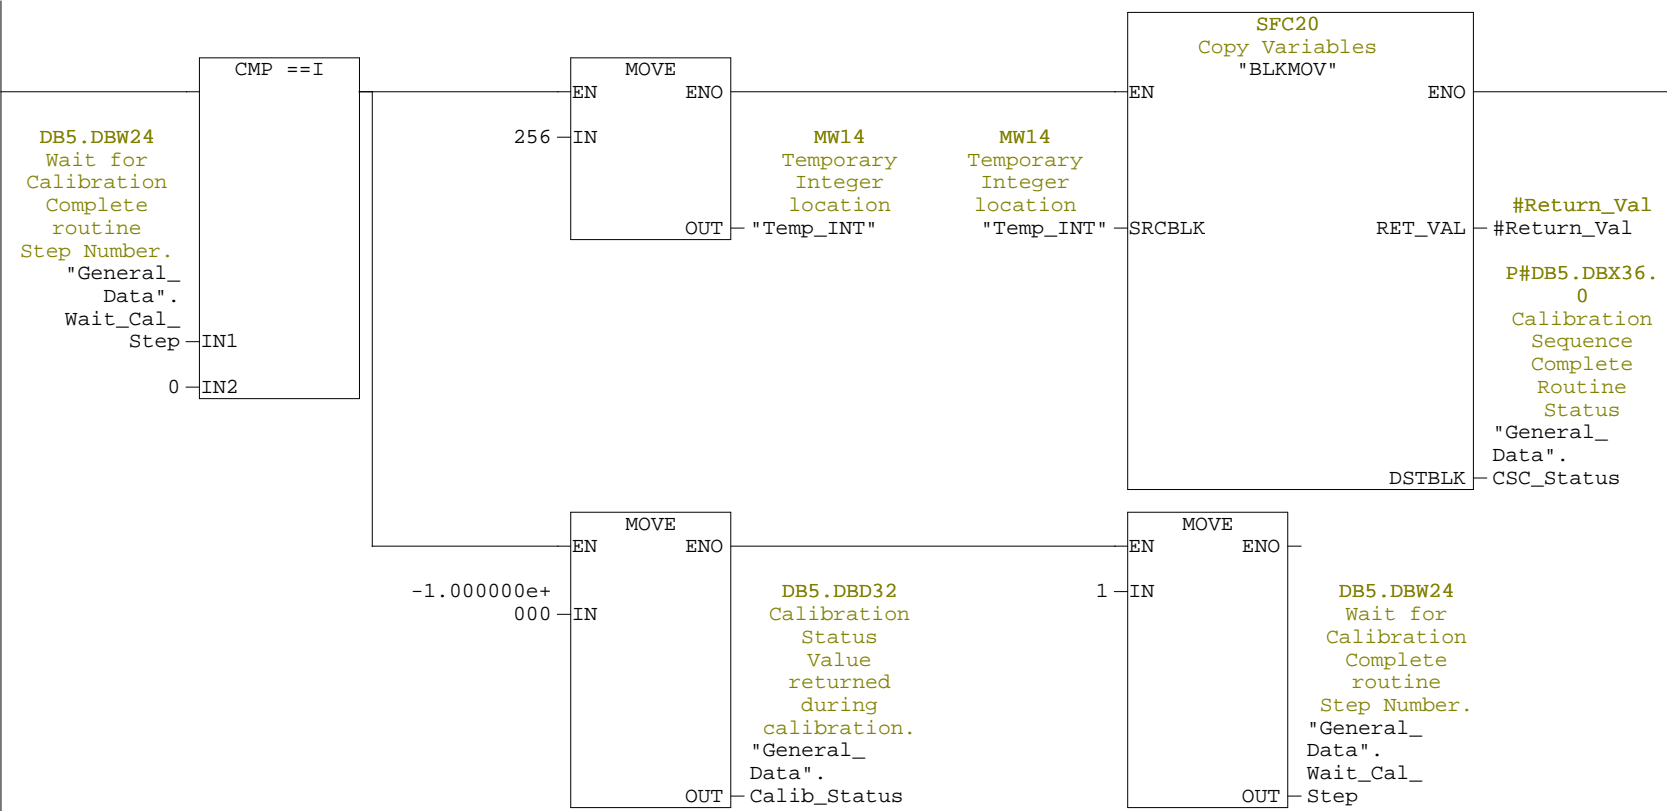 SFC20
Copy Variables
"BLKMOV"
CMP ==I
MOVE
EN
ENO
EN
ENO
DB5.DBW24
Wait for
Calibration
Complete
routine
Step Number.
"General_
Data".
Wait_Cal_
Step
IN1
0
IN2
256
IN
MW14
Temporary
Integer
location
OUT
"Temp_INT"
MW14
Temporary
Integer
location
"Temp_INT"
SRCBLK
RET_VAL
#Return_Val
#Return_Val
P#DB5.DBX36.
0
Calibration
Sequence
Complete
Routine
Status
"General_
Data".
DSTBLK
CSC_Status
MOVE
EN
ENO
-1.000000e+
000
IN
DB5.DBD32
Calibration
Status
Value
returned
during
calibration.
"General_
Data".
OUT
Calib_Status
MOVE
EN
ENO
1
IN
DB5.DBW24
Wait for
Calibration
Complete
routine
Step Number.
"General_
Data".
Wait_Cal_
OUT
Step